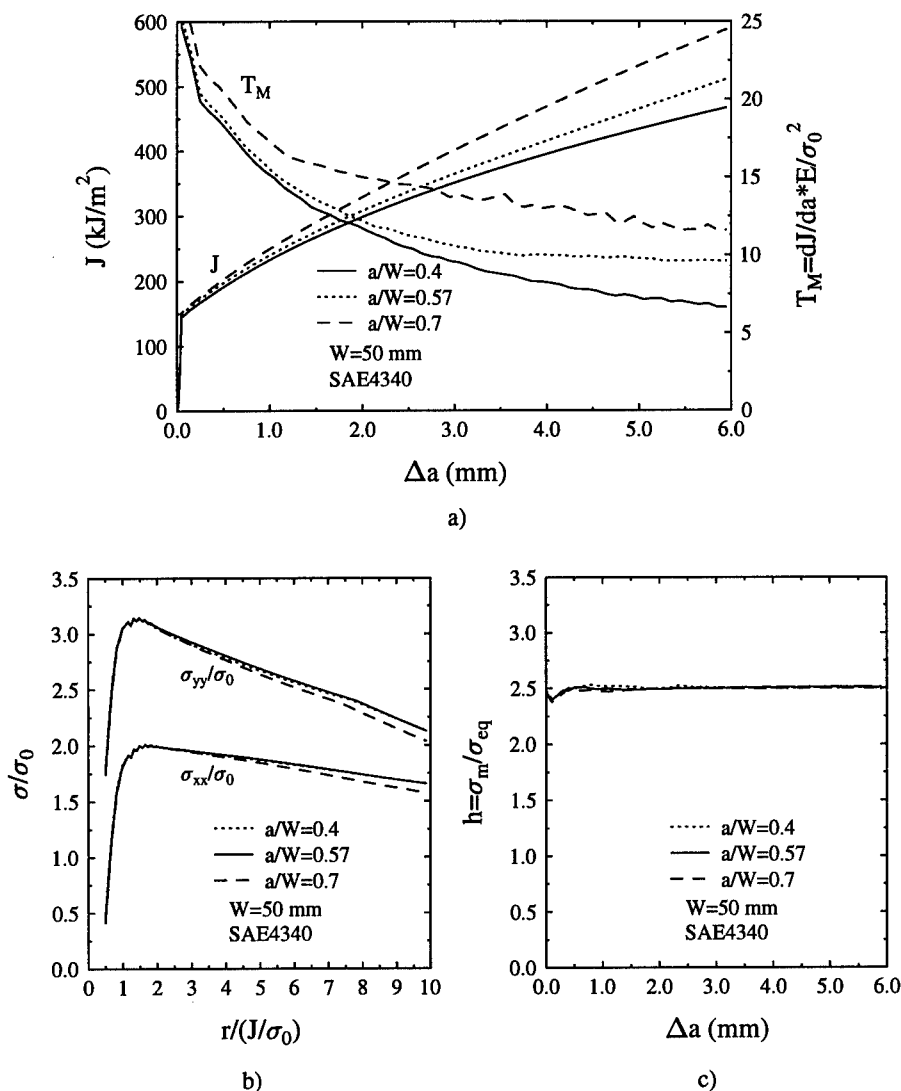 600
500
400
300
200
100
0
J (kJ/m²)
T_M
J
a/W=0.4
a/W=0.57
a/W=0.7
W=50 mm
SAE4340
25
20
15
10
5
0
T_M=dJ/da*E/σ₀²
0.0 1.0 2.0 3.0 4.0 5.0 6.0
Δa (mm)
a)
3.5
3.0
2.5
2.0
1.5
1.0
0.5
0.0
σ/σ₀
σ_yy/σ₀
σ_xx/σ₀
a/W=0.4
a/W=0.57
a/W=0.7
W=50 mm
SAE4340
0 1 2 3 4 5 6 7 8 9 10
r/(J/σ₀)
b)
3.5
3.0
2.5
2.0
1.5
1.0
0.5
0.0
h=σ_m/σ_eq
a/W=0.4
a/W=0.57
a/W=0.7
W=50 mm
SAE4340
0.0 1.0 2.0 3.0 4.0 5.0 6.0
Δa (mm)
c)